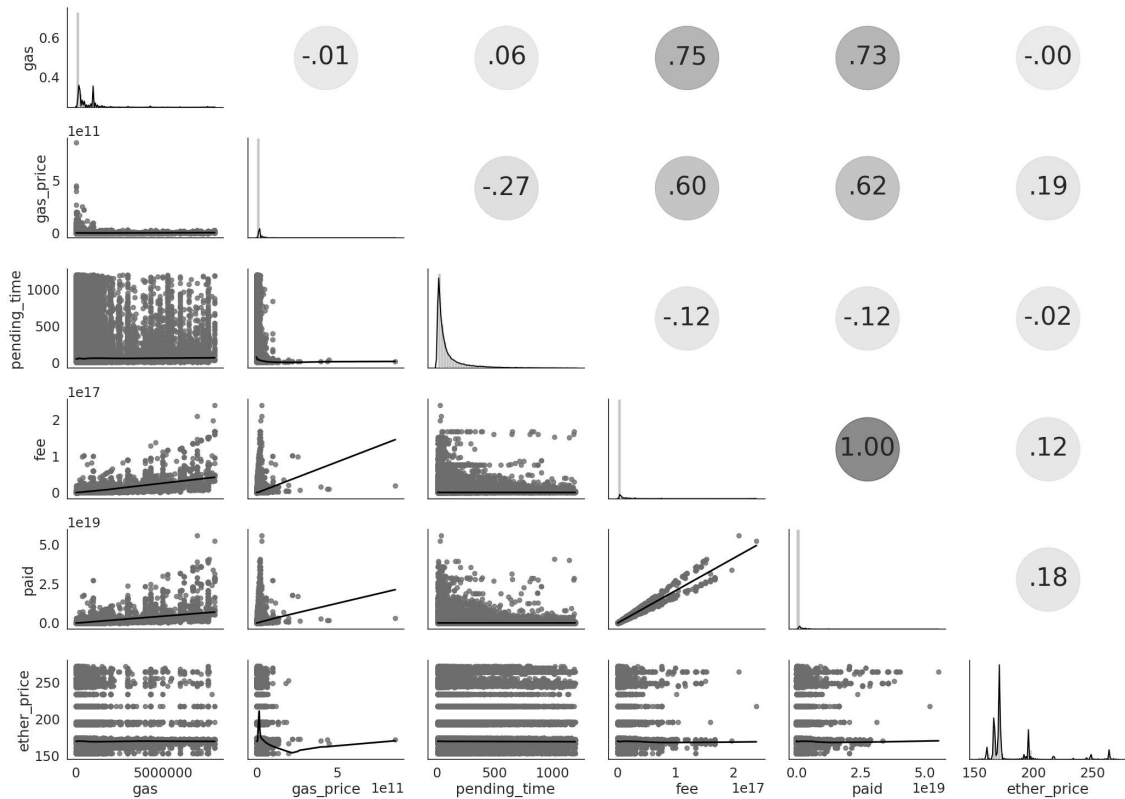 gas
0.6
0.4
-.01
.06
.75
.73
-.00
1e11
gas_price
5
0
-.27
.60
.62
.19
pending_time
1000
500
0
-.12
-.12
-.02
1e17
fee
2
1
0
1.00
.12
1e19
paid
5.0
2.5
0.0
.18
ether_price
250
200
150
0 5000000
gas
0 5
gas_price 1e11
0 500 1000
pending_time
0 1 2
fee 1e17
0.0 2.5 5.0
paid 1e19
150 200 250
ether_price